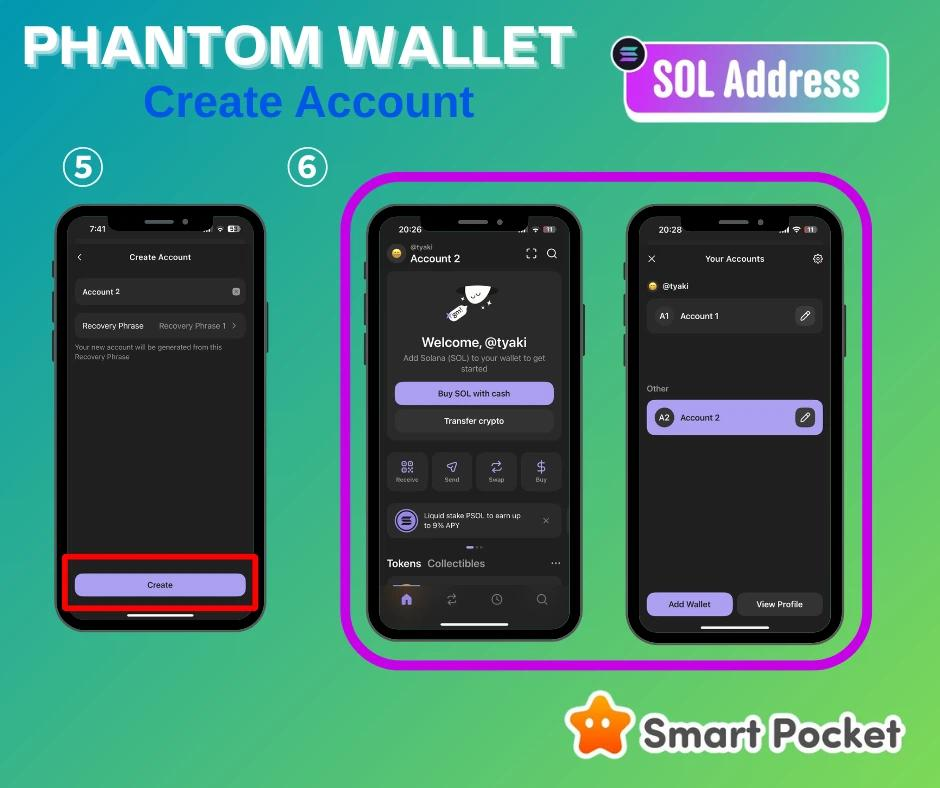 PHANTOM WALLET
Create Account
SOL Address
⑤
⑥
7:41
Create Account
Account 2
Recovery Phrase
Recovery Phrase 1
Your new account will be generated from this
Recovery Phrase
Create
20:26
11
@tyaki
Account 2
Welcome, @tyaki
Add Solana (SOL) to your wallet to get
started
Buy SOL with cash
Transfer crypto
Receive
Send
Swap
Buy
Liquid stake PSOL to earn up
to 9% APY
Tokens
Collectibles
20:28
11
Your Accounts
@tyaki
A1
Account 1
Other
A2
Account 2
Add Wallet
View Profile
Smart Pocket